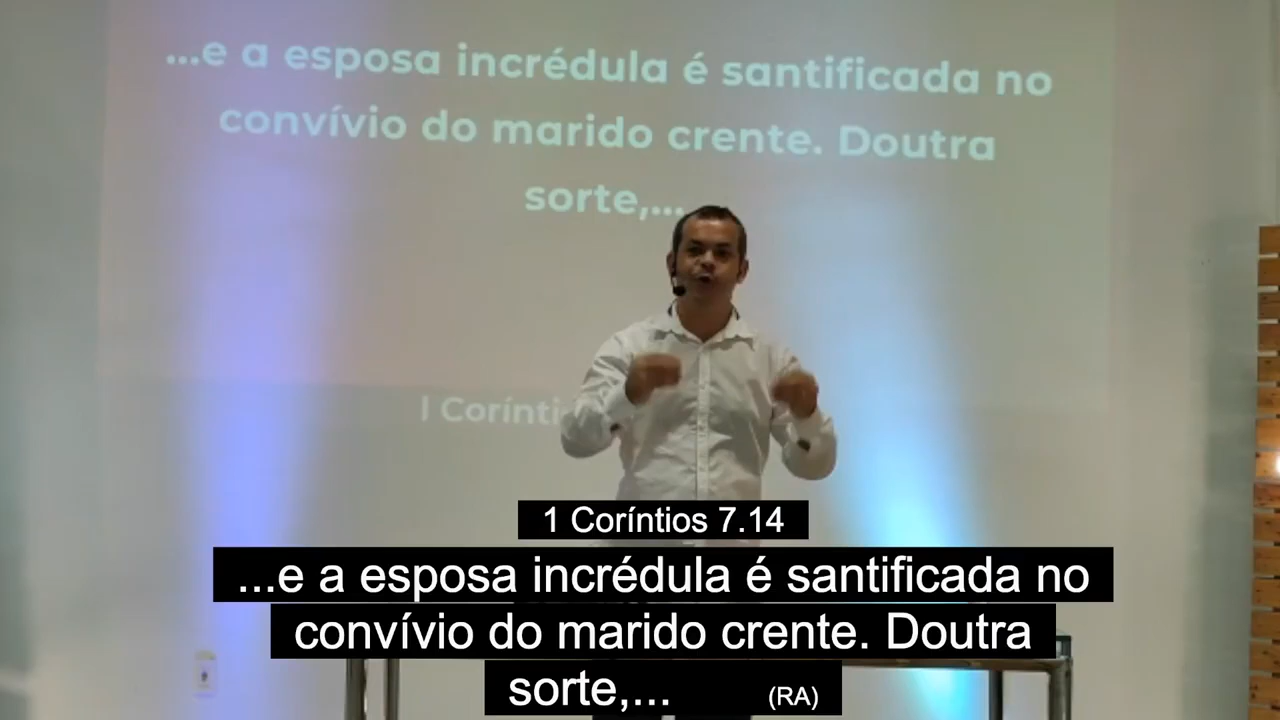 ...e a esposa incrédula é santificada no
convívio do marido crente. Doutra
sorte,...
I Corínti
1 Coríntios 7.14
...e a esposa incrédula é santificada no
convívio do marido crente. Doutra
sorte,... (RA)